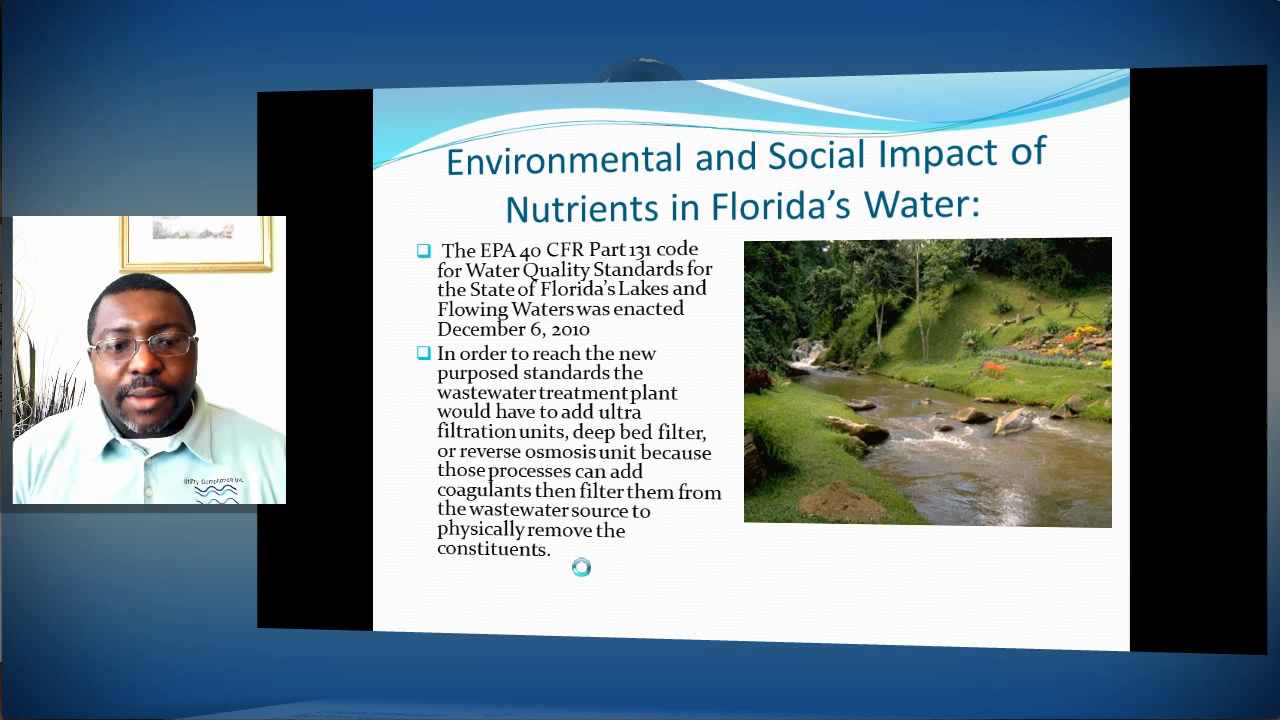 Environmental and Social Impact of
Nutrients in Florida's Water:
The EPA 40 CFR Part 131 code
for Water Quality Standards for
the State of Florida's Lakes and
Flowing Waters was enacted
December 6, 2010
In order to reach the new
purposed standards the
wastewater treatment plant
would have to add ultra
filtration units, deep bed filter,
or reverse osmosis unit because
those processes can add
coagulants then filter them from
the wastewater source to
physically remove the
constituents.
Utility Compliance Inc.